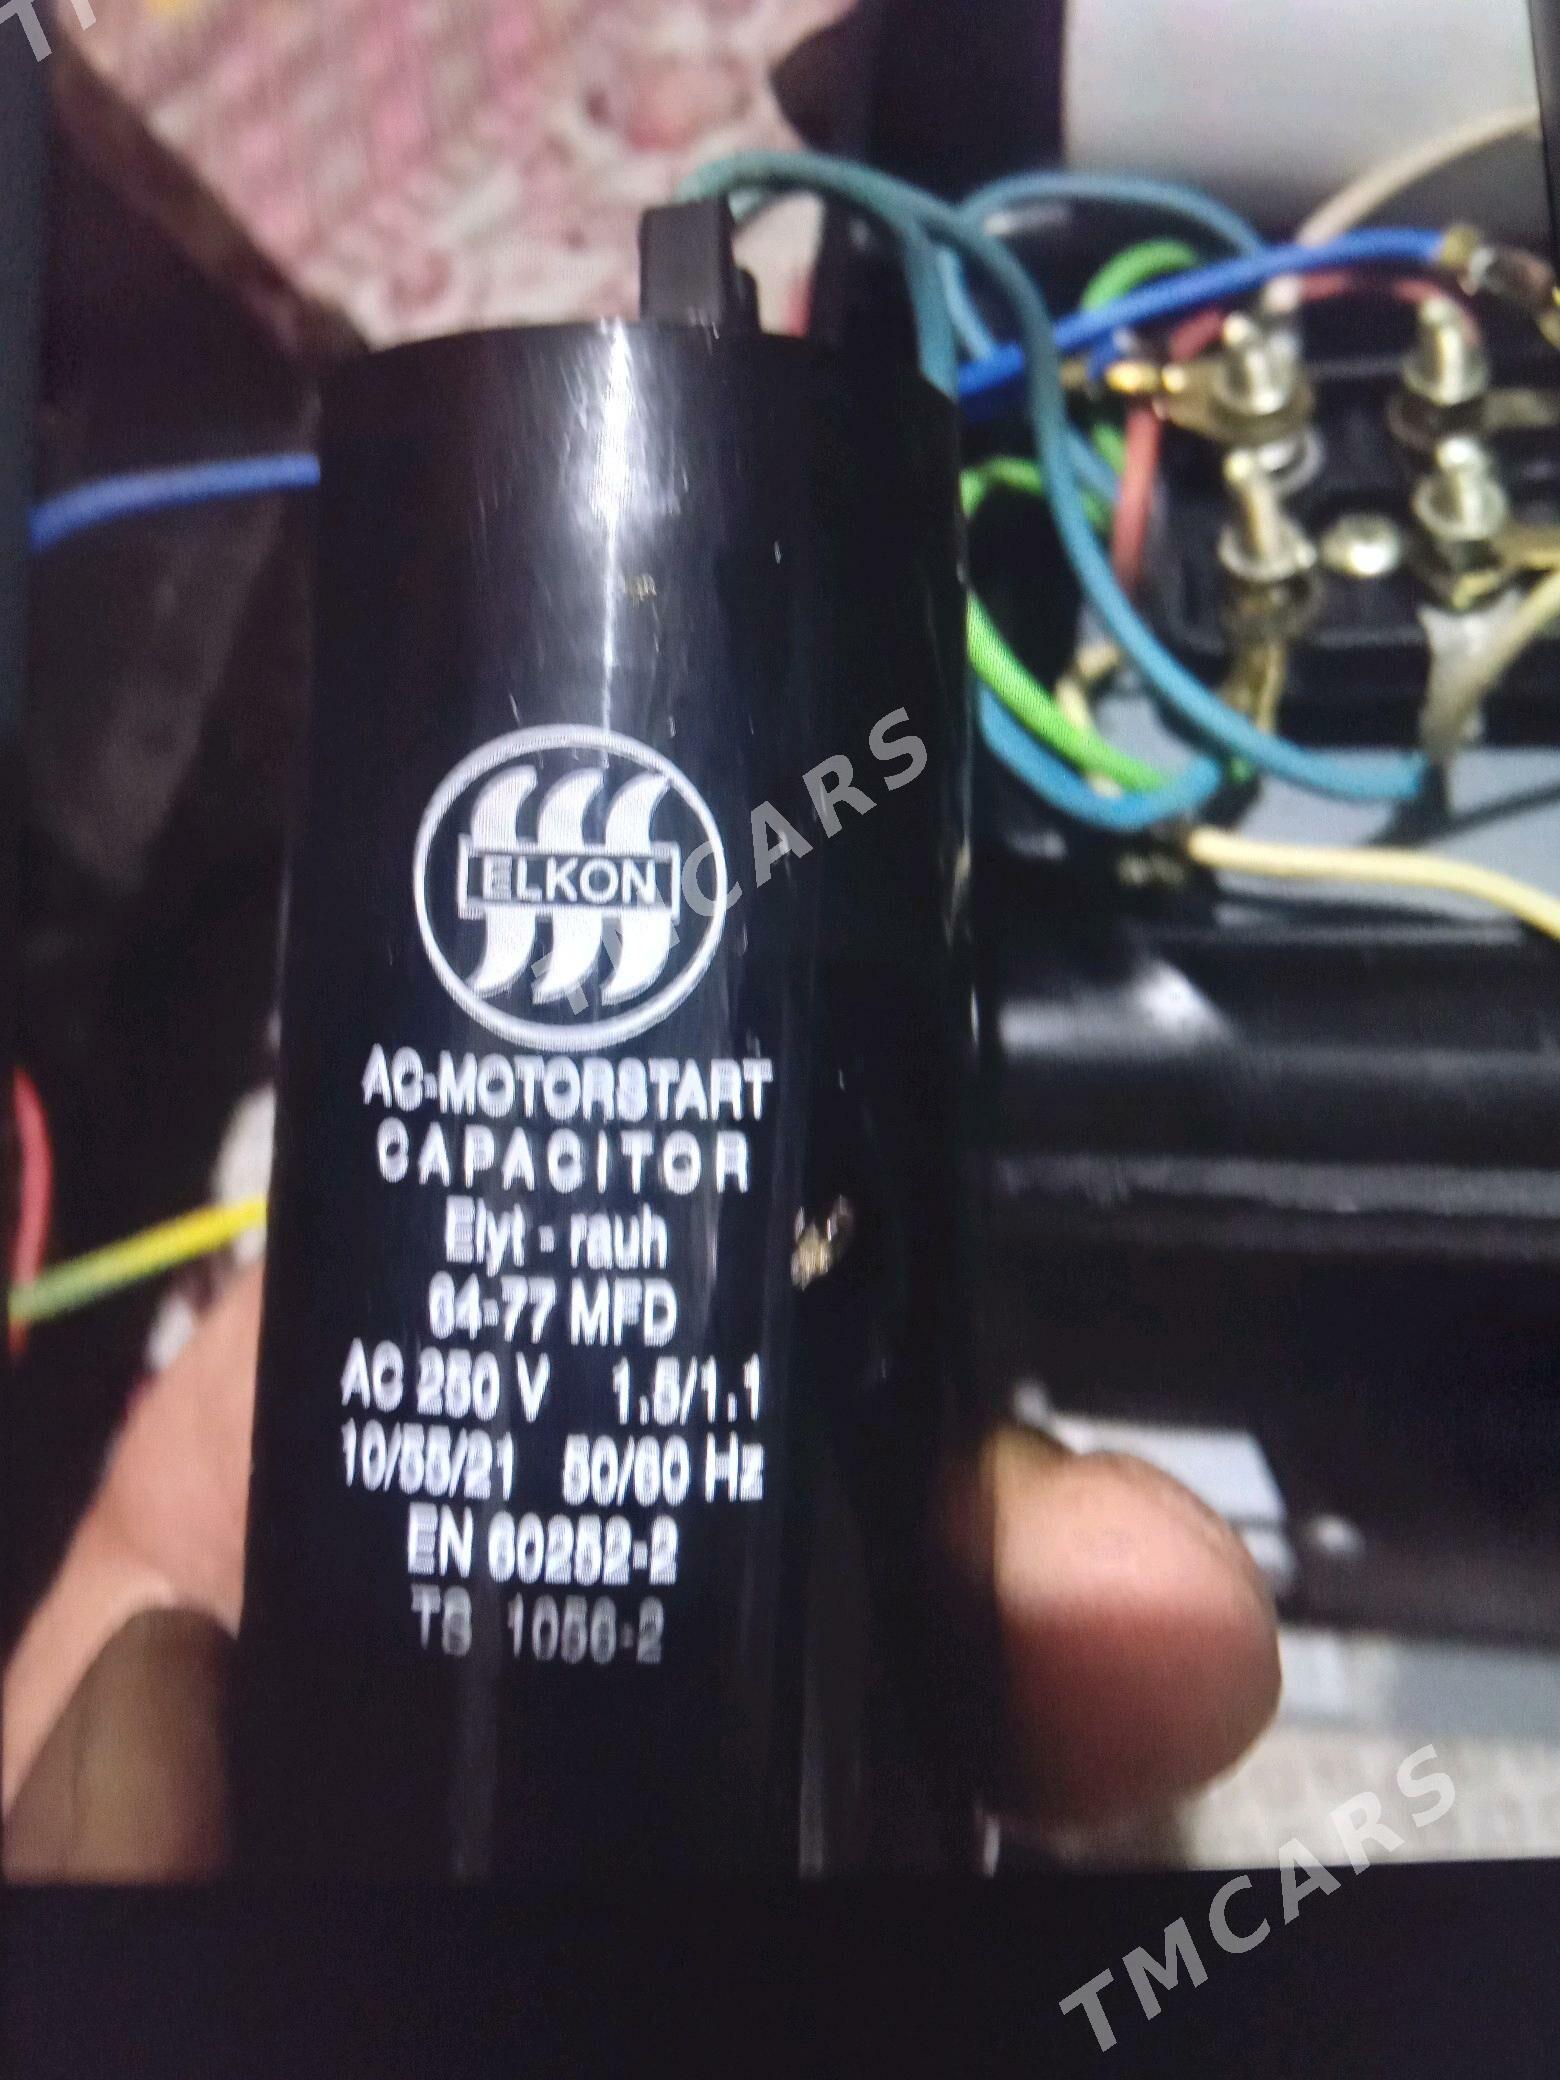 ELKON
AC-MOTORSTART
CAPACITOR
Elyt - rauh
64-77 MFD
AC 250 V 1.5/1.1
10/55/21 50/60 Hz
EN 60252-2
TS 1056-2
TMCARS
TMCARS